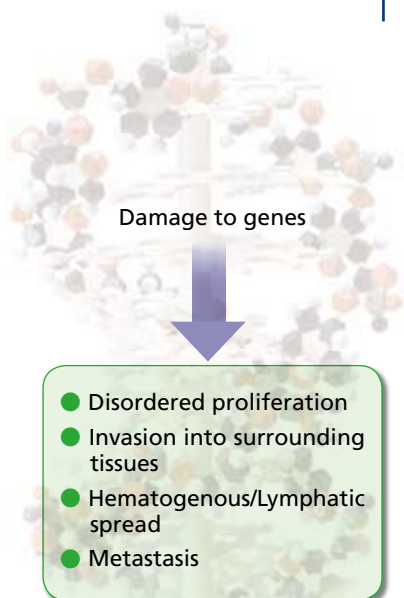 Damage to genes
● Disordered proliferation
● Invasion into surrounding
tissues
● Hematogenous/Lymphatic
spread
● Metastasis